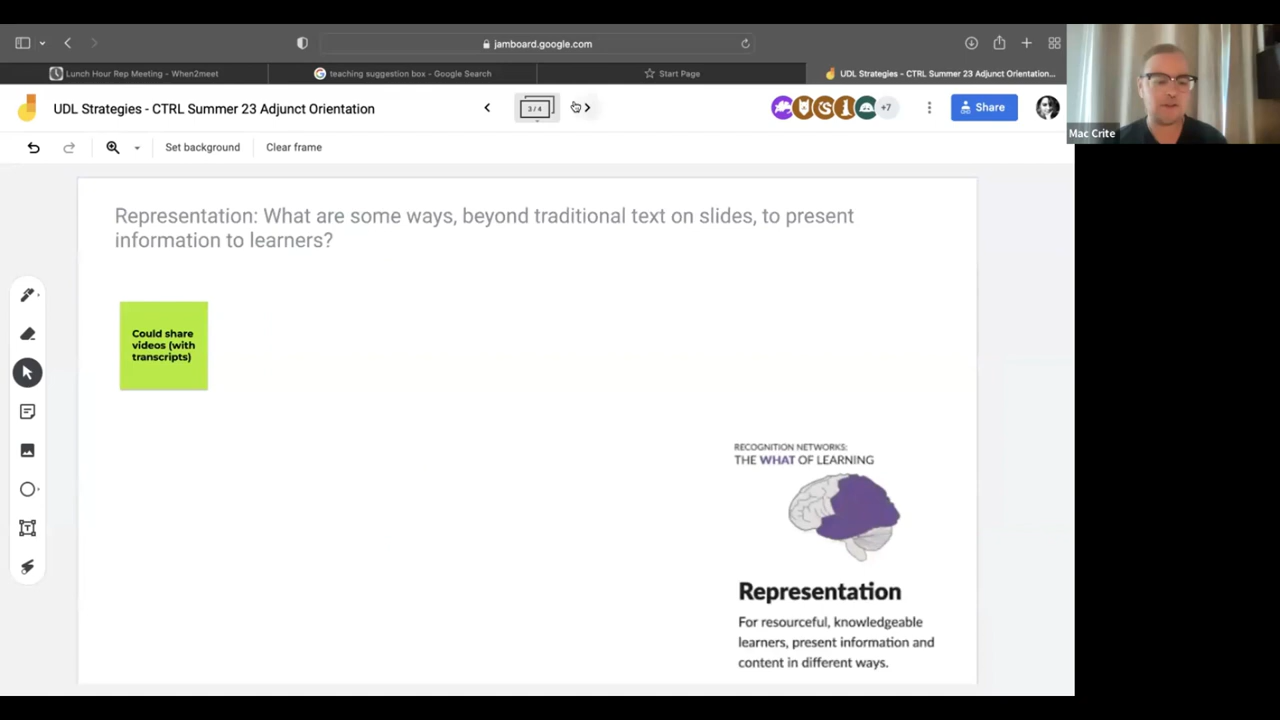 jamboard.google.com
Lunch Hour Rep Meeting - When2meet
teaching suggestion box - Google Search
Start Page
UDL Strategies - CTRL Summer 23 Adjunct Orientation...
UDL Strategies - CTRL Summer 23 Adjunct Orientation
3 / 4
+7
Share
Mac Crite
Set background
Clear frame
Representation: What are some ways, beyond traditional text on slides, to present
information to learners?
Could share
videos (with
transcripts)
RECOGNITION NETWORKS:
THE WHAT OF LEARNING
Representation
For resourceful, knowledgeable
learners, present information and
content in different ways.